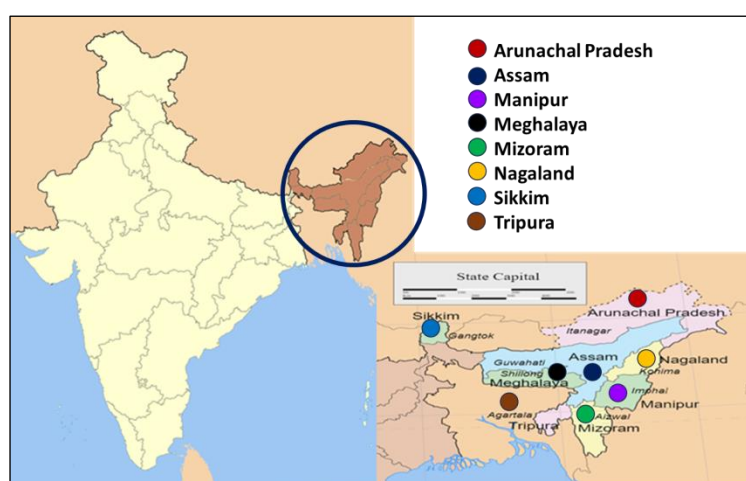 Arunachal Pradesh
Assam
Manipur
Meghalaya
Mizoram
Nagaland
Sikkim
Tripura
State Capital
Sikkim
Gangtok
Arunachal Pradesh
Itanagar
Guwahati
Assam
Nagaland
Shillong
Kohima
Meghalaya
Imphal
Manipur
Agartala
Aizwal
Tripura
Mizoram